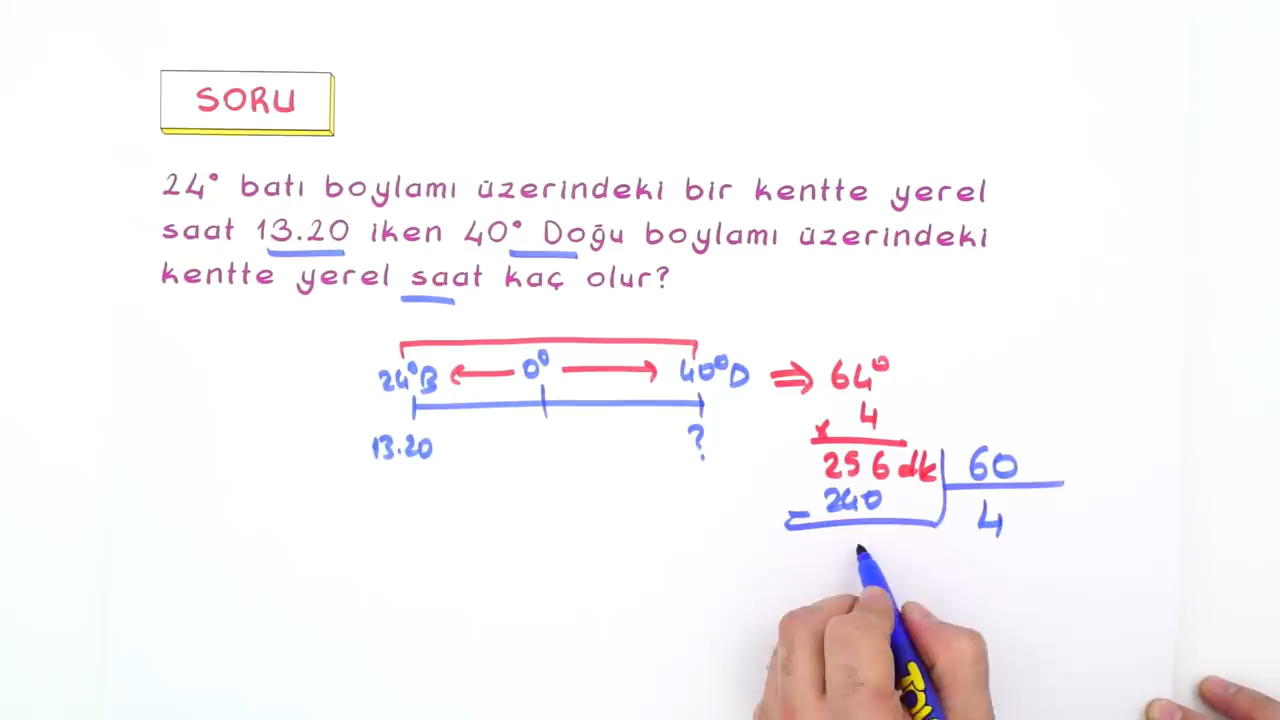 SORU
24° batı boylamı üzerindeki bir kentte yerel
saat 13.20 iken 40° Doğu boylamı üzerindeki
kentte yerel saat kaç olur?
24°B 0° 40°D ⇒ 64°
x 4
13.20 ?
256 dk 60
- 240 4